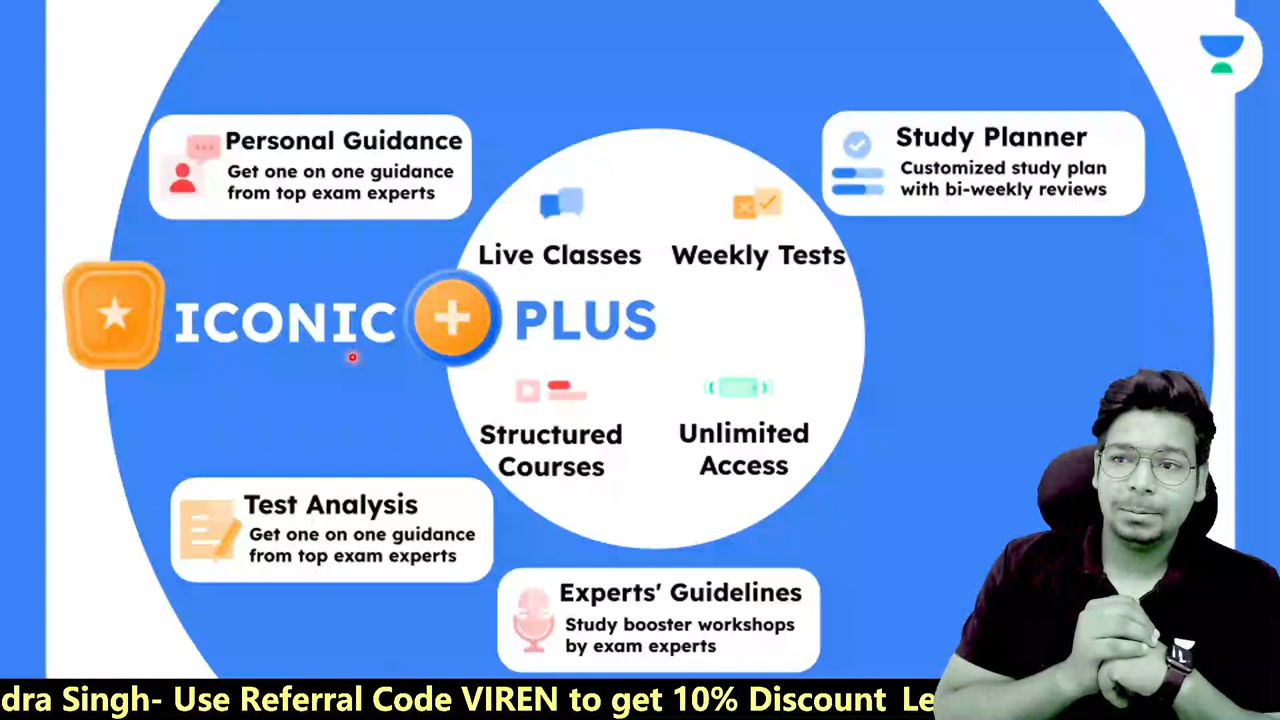 Personal Guidance
Get one on one guidance
from top exam experts
Study Planner
Customized study plan
with bi-weekly reviews
Live Classes
Weekly Tests
ICONIC
PLUS
Structured
Courses
Unlimited
Access
Test Analysis
Get one on one guidance
from top exam experts
Experts' Guidelines
Study booster workshops
by exam experts
dra Singh- Use Referral Code VIREN to get 10% Discount Le